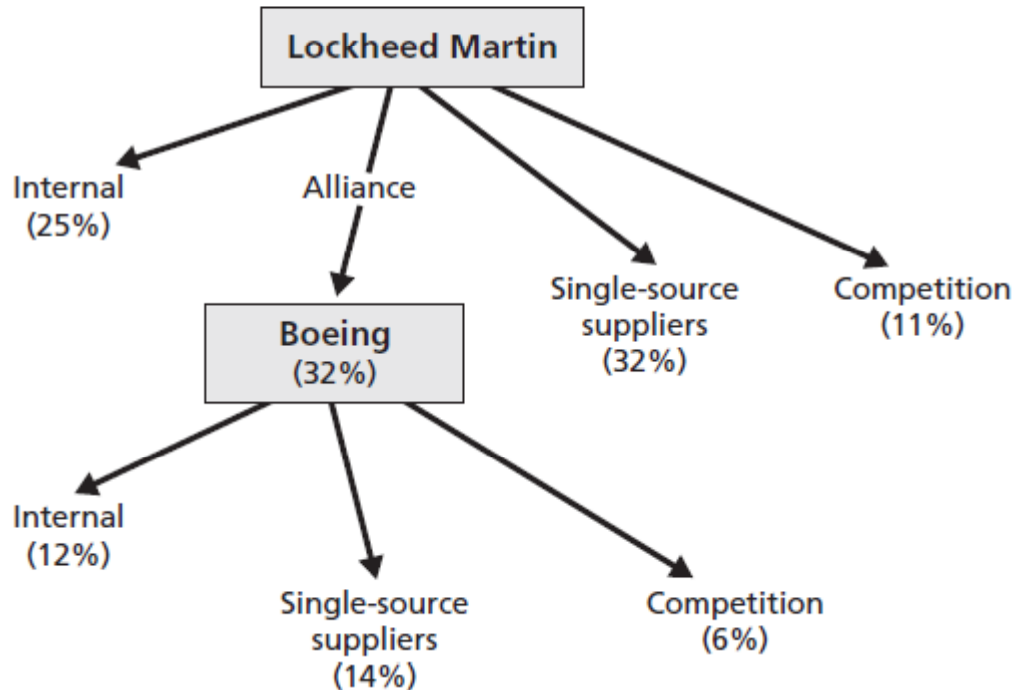 Lockheed Martin
Internal
(25%)
Alliance
Single-source
suppliers
(32%)
Competition
(11%)
Boeing
(32%)
Internal
(12%)
Single-source
suppliers
(14%)
Competition
(6%)